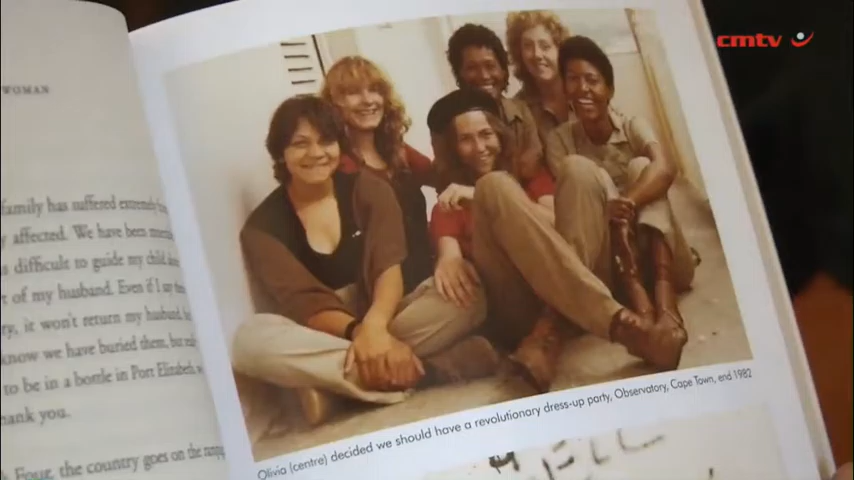 cmtv
WOMAN
family has suffered extremely
y affected. We have been
s difficult to guide my child
t of my husband. Even if I
ry, it won't return my husband, but
know we have buried them, but
to be in a bottle in Port Elizabeth
hank you.
Four, the country goes on the
Olivia (centre) decided we should have a revolutionary dress-up party, Observatory, Cape Town, end 1982